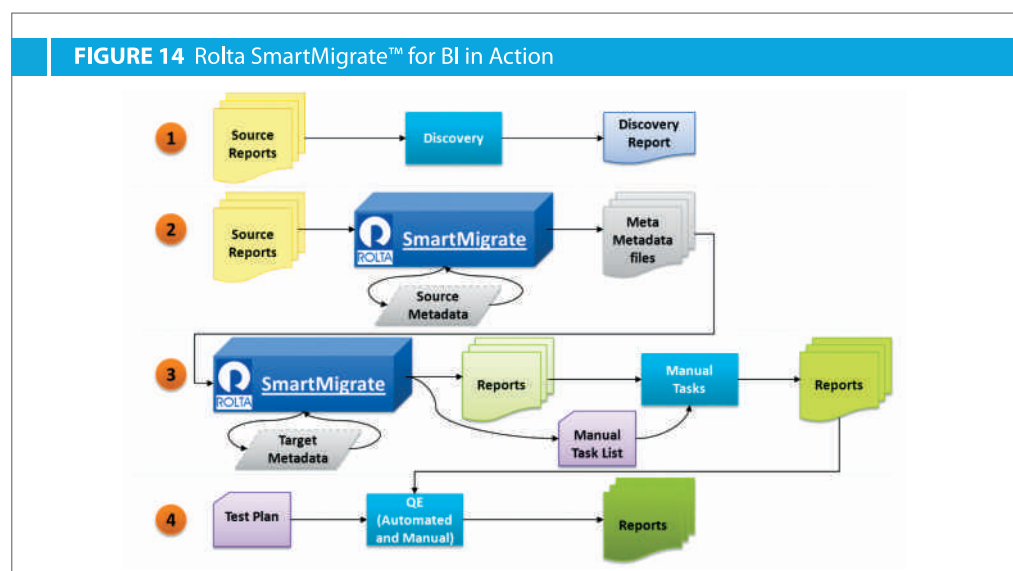 FIGURE 14 Rolta SmartMigrate™ for BI in Action
1
Source
Reports
Discovery
Discovery
Report
2
Source
Reports
ROLTA
SmartMigrate
Meta
Metadata
files
Source
Metadata
3
ROLTA
SmartMigrate
Reports
Manual
Tasks
Reports
Target
Metadata
Manual
Task List
4
Test Plan
QE
(Automated
and Manual)
Reports